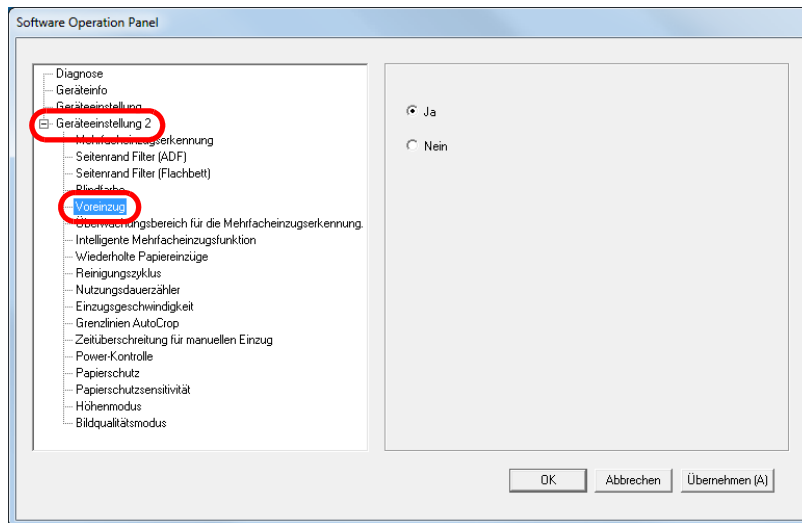 Software Operation Panel
Diagnose
Geräteinfo
Geräteeinstellung
Geräteeinstellung 2
Mehrfacheinzugserkennung
Seitenrand Filter (ADF)
Seitenrand Filter (Flachbett)
Blindfarbe
Voreinzug
Überwachungsbereich für die Mehrfacheinzugserkennung.
Intelligente Mehrfacheinzugsfunktion
Wiederholte Papiereinzüge
Reinigungszyklus
Nutzungsdauerzähler
Einzugsgeschwindigkeit
Grenzlinien AutoCrop
Zeitüberschreitung für manuellen Einzug
Power-Kontrolle
Papierschutz
Papierschutzsensitivität
Höhenmodus
Bildqualitätsmodus
Ja
Nein
OK Abbrechen Übernehmen (A)